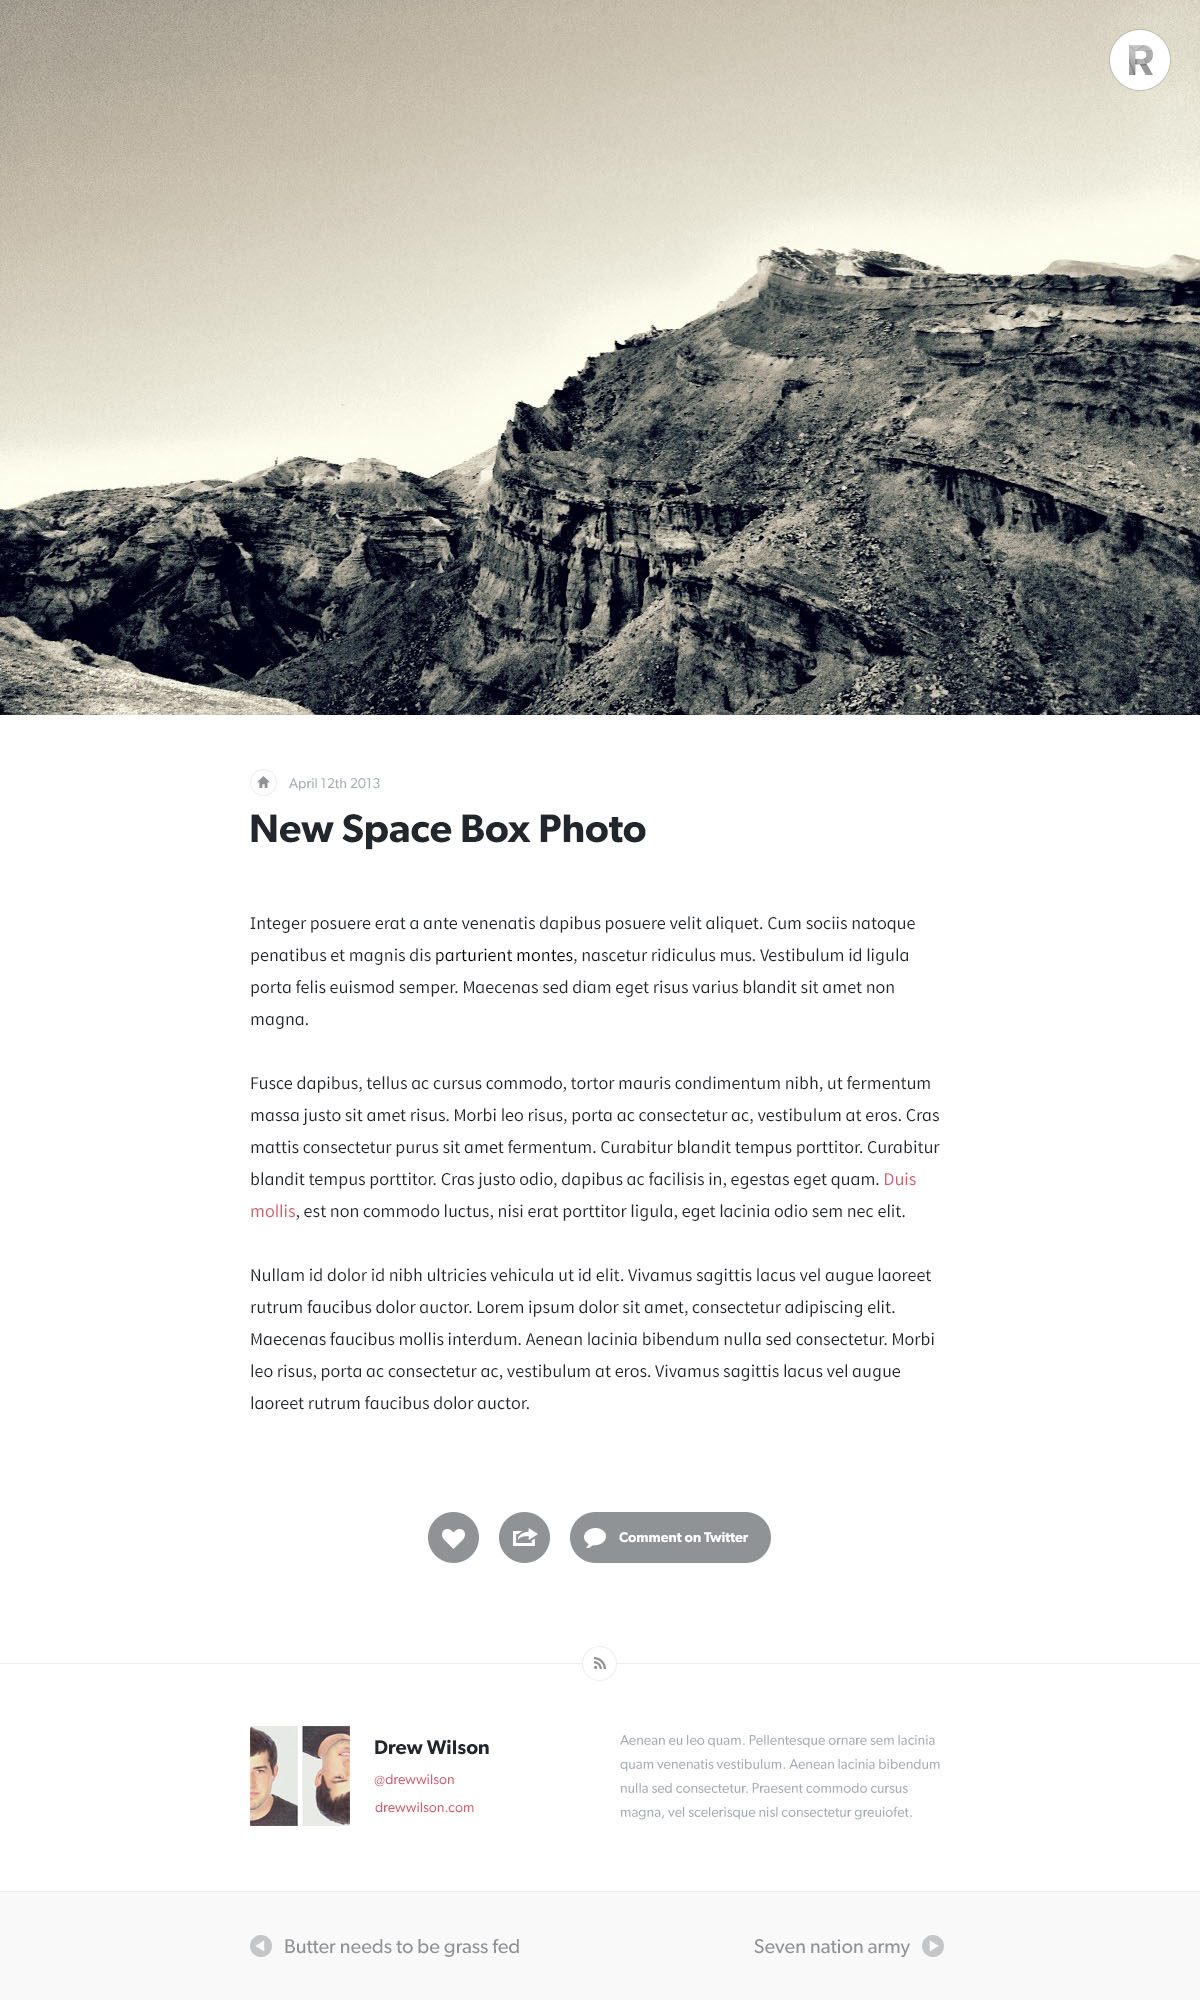 R
April 12th 2013
New Space Box Photo
Integer posuere erat a ante venenatis dapibus posuere velit aliquet. Cum sociis natoque
penatibus et magnis dis parturient montes, nascetur ridiculus mus. Vestibulum id ligula
porta felis euismod semper. Maecenas sed diam eget risus varius blandit sit amet non
magna.
Fusce dapibus, tellus ac cursus commodo, tortor mauris condimentum nibh, ut fermentum
massa justo sit amet risus. Morbi leo risus, porta ac consectetur ac, vestibulum at eros. Cras
mattis consectetur purus sit amet fermentum. Curabitur blandit tempus porttitor. Curabitur
blandit tempus porttitor. Cras justo odio, dapibus ac facilisis in, egestas eget quam. Duis
mollis, est non commodo luctus, nisi erat porttitor ligula, eget lacinia odio sem nec elit.
Nullam id dolor id nibh ultricies vehicula ut id elit. Vivamus sagittis lacus vel augue laoreet
rutrum faucibus dolor auctor. Lorem ipsum dolor sit amet, consectetur adipiscing elit.
Maecenas faucibus mollis interdum. Aenean lacinia bibendum nulla sed consectetur. Morbi
leo risus, porta ac consectetur ac, vestibulum at eros. Vivamus sagittis lacus vel augue
laoreet rutrum faucibus dolor auctor.
Comment on Twitter
Drew Wilson
@drewwilson
drewwilson.com
Aenean eu leo quam. Pellentesque ornare sem lacinia
quam venenatis vestibulum. Aenean lacinia bibendum
nulla sed consectetur. Praesent commodo cursus
magna, vel scelerisque nisl consectetur greuiofet.
Butter needs to be grass fed
Seven nation army